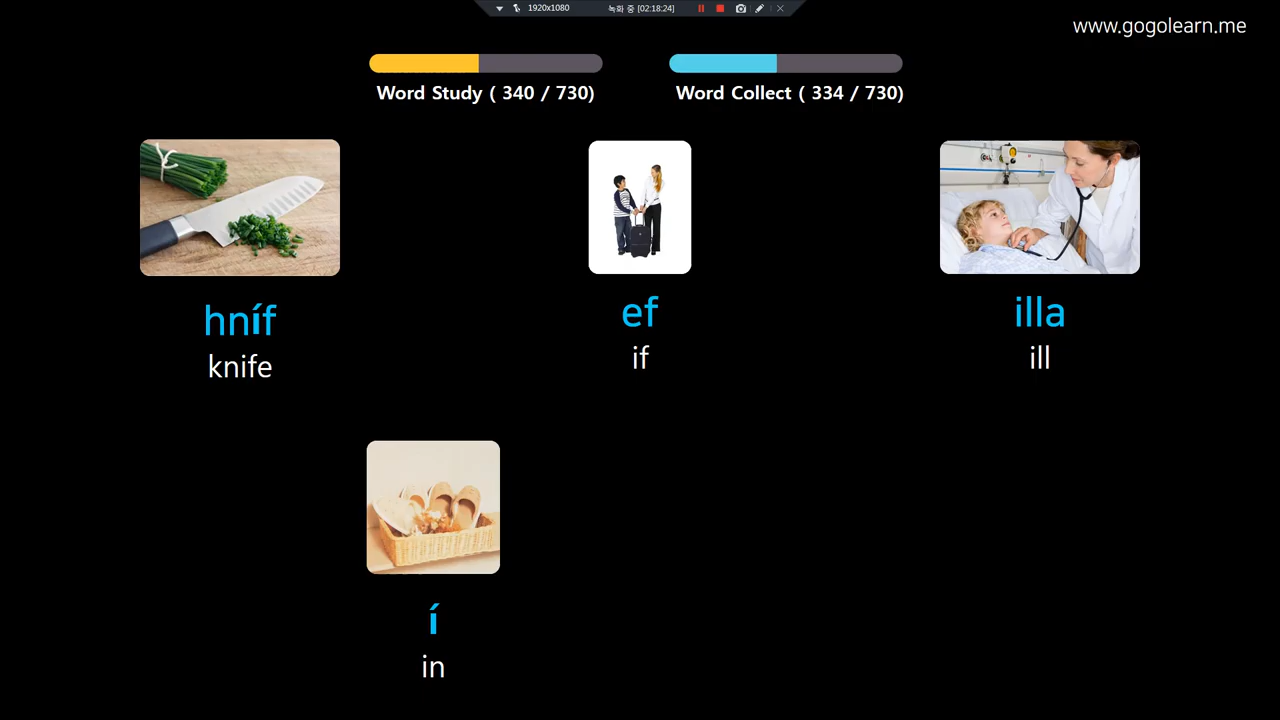 1920x1080
녹화 중 [02:18:24]
www.gogolearn.me
Word Study ( 340 / 730)
Word Collect ( 334 / 730)
hníf
knife
ef
if
illa
ill
í
in